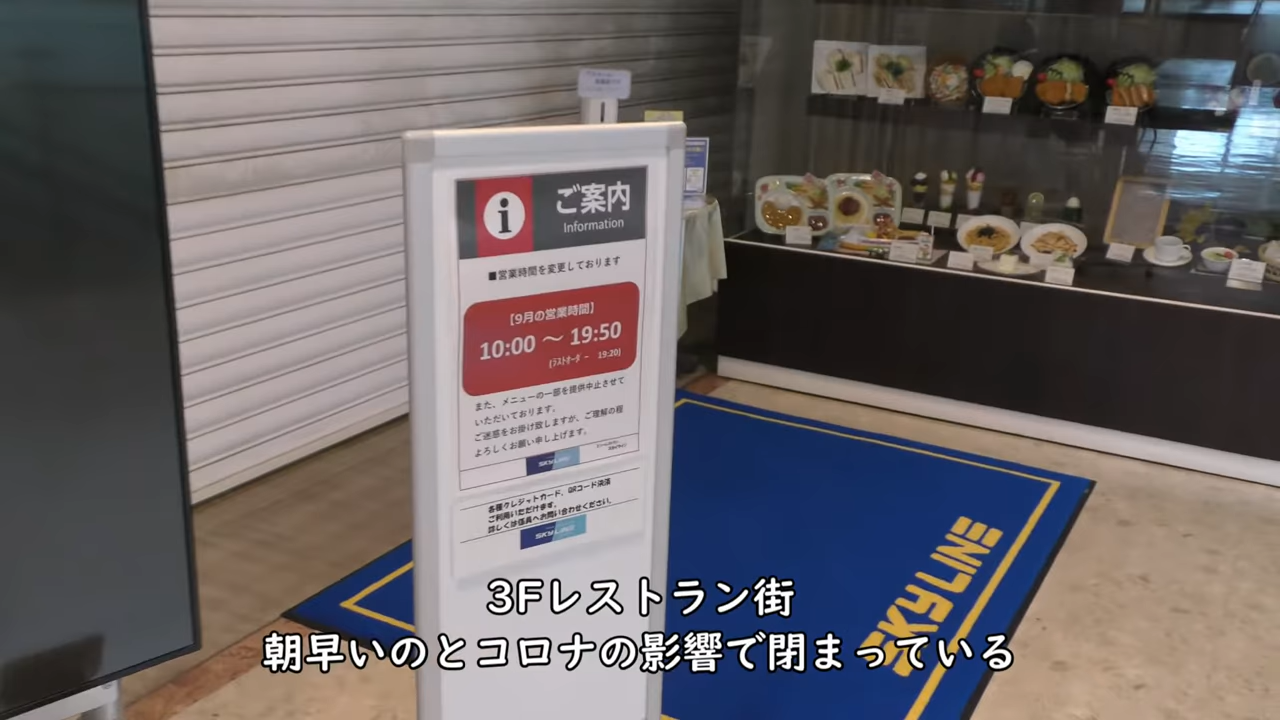 ご案内
Information
■営業時間を変更しております
【9月の営業時間】
10:00 ～ 19:50
(ﾗｽﾄｵｰﾀﾞｰ 19:20)
また、メニューの一部を提供中止させて
いただいております。
ご迷惑をお掛け致しますが、ご理解の程
よろしくお願い申し上げます。
SKYLINE
各種クレジットカード、QRコード決済
ご利用いただけます。
詳しくは係員へお問い合わせください。
SKYLINE
SKY LINE
3Fレストラン街
朝早いのとコロナの影響で閉まっている